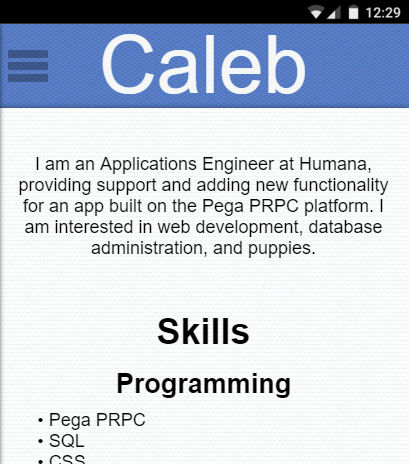 12:29
Caleb
I am an Applications Engineer at Humana,
providing support and adding new functionality
for an app built on the Pega PRPC platform. I
am interested in web development, database
administration, and puppies.
Skills
Programming
• Pega PRPC
• SQL
• CSS